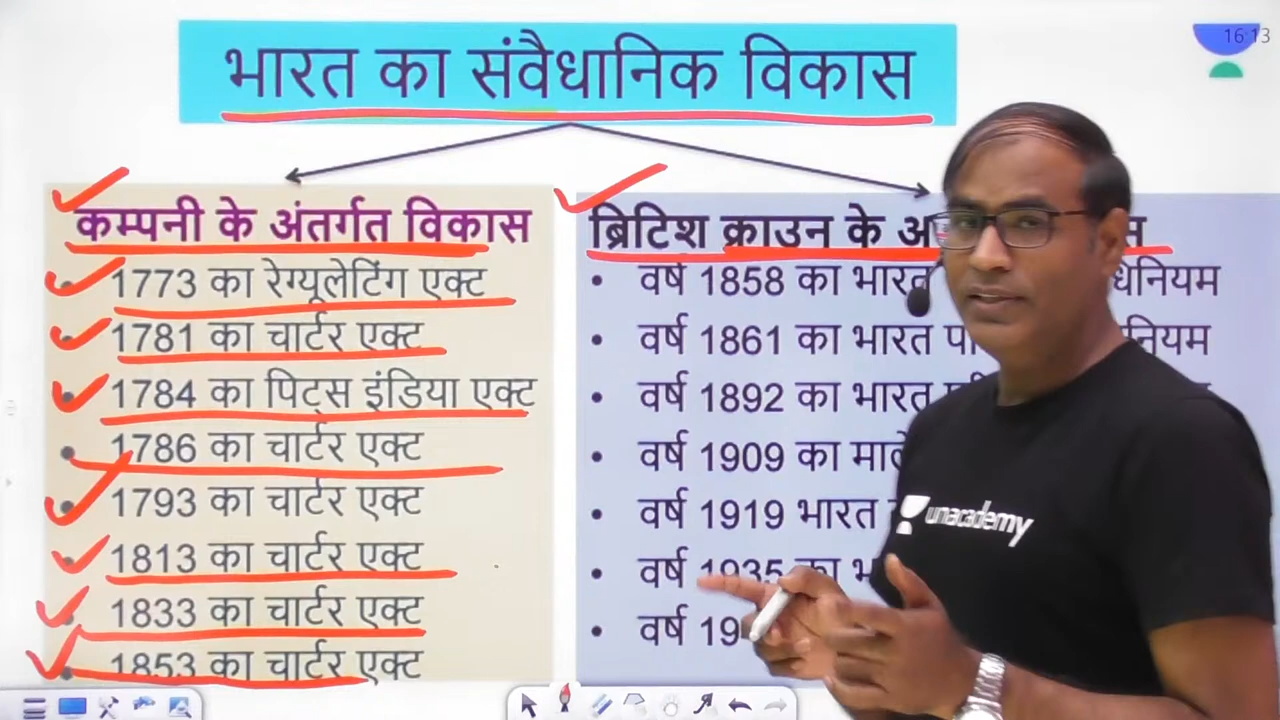 भारत का संवैधानिक विकास
16:13
कम्पनी के अंतर्गत विकास
1773 का रेग्यूलेटिंग एक्ट
1781 का चार्टर एक्ट
1784 का पिट्स इंडिया एक्ट
1786 का चार्टर एक्ट
1793 का चार्टर एक्ट
1813 का चार्टर एक्ट
1833 का चार्टर एक्ट
1853 का चार्टर एक्ट
ब्रिटिश क्राउन के
• वर्ष 1858 का भारत
• वर्ष 1861 का भारत
• वर्ष 1892 का भारत
• वर्ष 1909 का
• वर्ष 1919 भारत
• वर्ष 1935 का
• वर्ष 19
unacademy